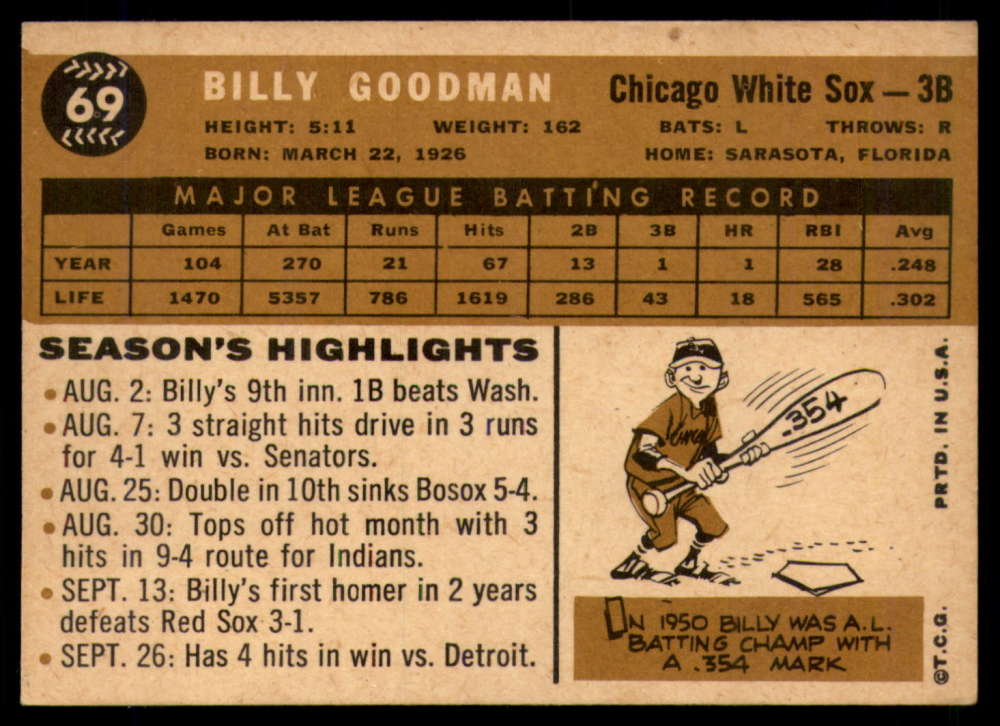 69
BILLY GOODMAN
Chicago White Sox — 3B
HEIGHT: 5:11 WEIGHT: 162 BATS: L THROWS: R
BORN: MARCH 22, 1926 HOME: SARASOTA, FLORIDA
MAJOR LEAGUE BATTING RECORD
Games At Bat Runs Hits 2B 3B HR RBI Avg
YEAR 104 270 21 67 13 1 1 28 .248
LIFE 1470 5357 786 1619 286 43 18 565 .302
SEASON'S HIGHLIGHTS
• AUG. 2: Billy's 9th inn. 1B beats Wash.
• AUG. 7: 3 straight hits drive in 3 runs
for 4-1 win vs. Senators.
• AUG. 25: Double in 10th sinks Bosox 5-4.
• AUG. 30: Tops off hot month with 3
hits in 9-4 route for Indians.
• SEPT. 13: Billy's first homer in 2 years
defeats Red Sox 3-1.
• SEPT. 26: Has 4 hits in win vs. Detroit.
.354
IN 1950 BILLY WAS A.L.
BATTING CHAMP WITH
A .354 MARK
PRTD. IN U.S.A.
©T.C.G.